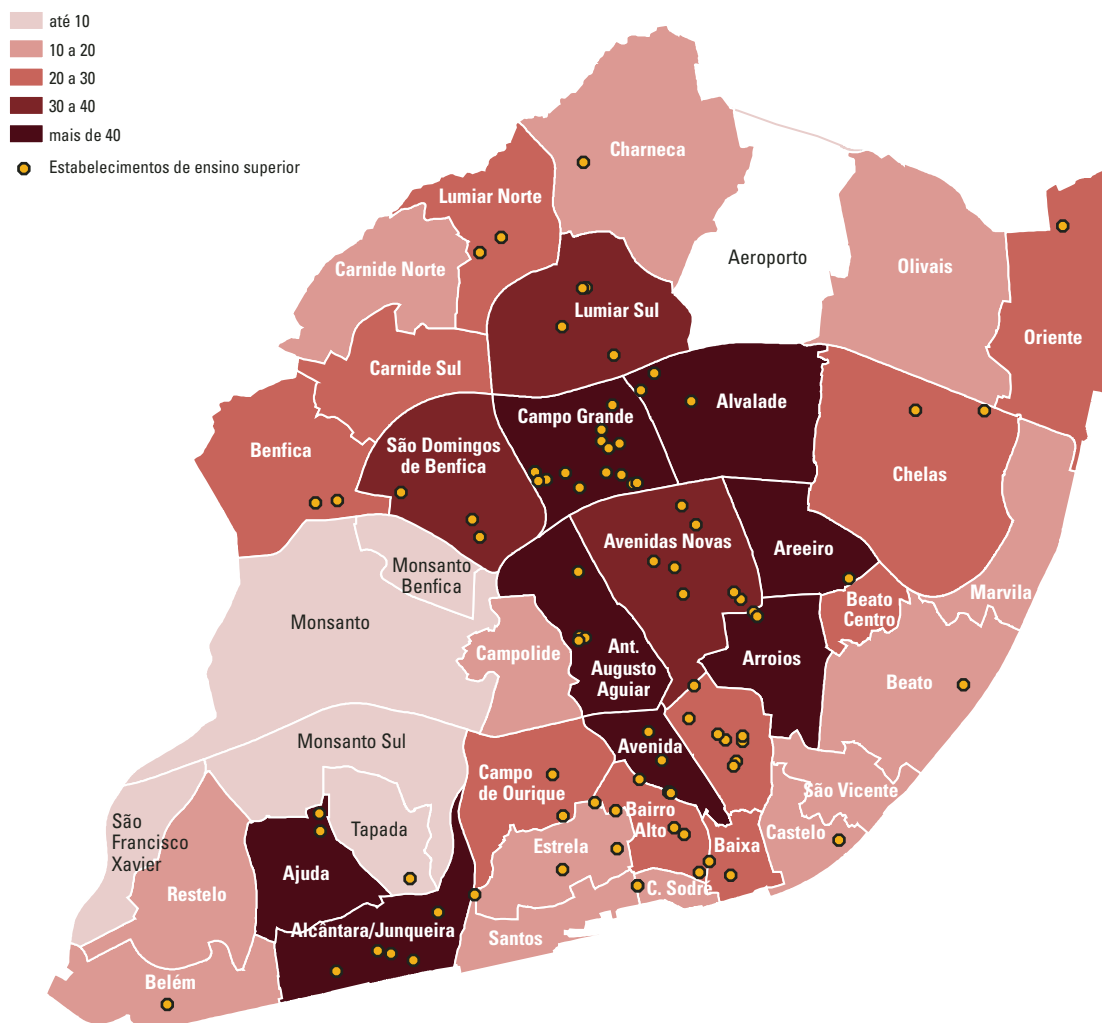 até 10
10 a 20
20 a 30
30 a 40
mais de 40
Estabelecimentos de ensino superior
Charneca
Lumiar Norte
Aeroporto
Carnide Norte
Olivais
Lumiar Sul
Oriente
Carnide Sul
Alvalade
Campo Grande
Benfica
São Domingos
de Benfica
Chelas
Avenidas Novas
Areeiro
Monsanto
Benfica
Marvila
Beato
Centro
Monsanto
Campolide
Ant.
Augusto
Aguiar
Arroios
Beato
Monsanto Sul
Avenida
Campo
de Ourique
São Vicente
Bairro
Alto
São
Francisco
Xavier
Tapada
Castelo
Baixa
Estrela
Ajuda
Restelo
C. Sodré
Alcântara/Junqueira
Santos
Belém